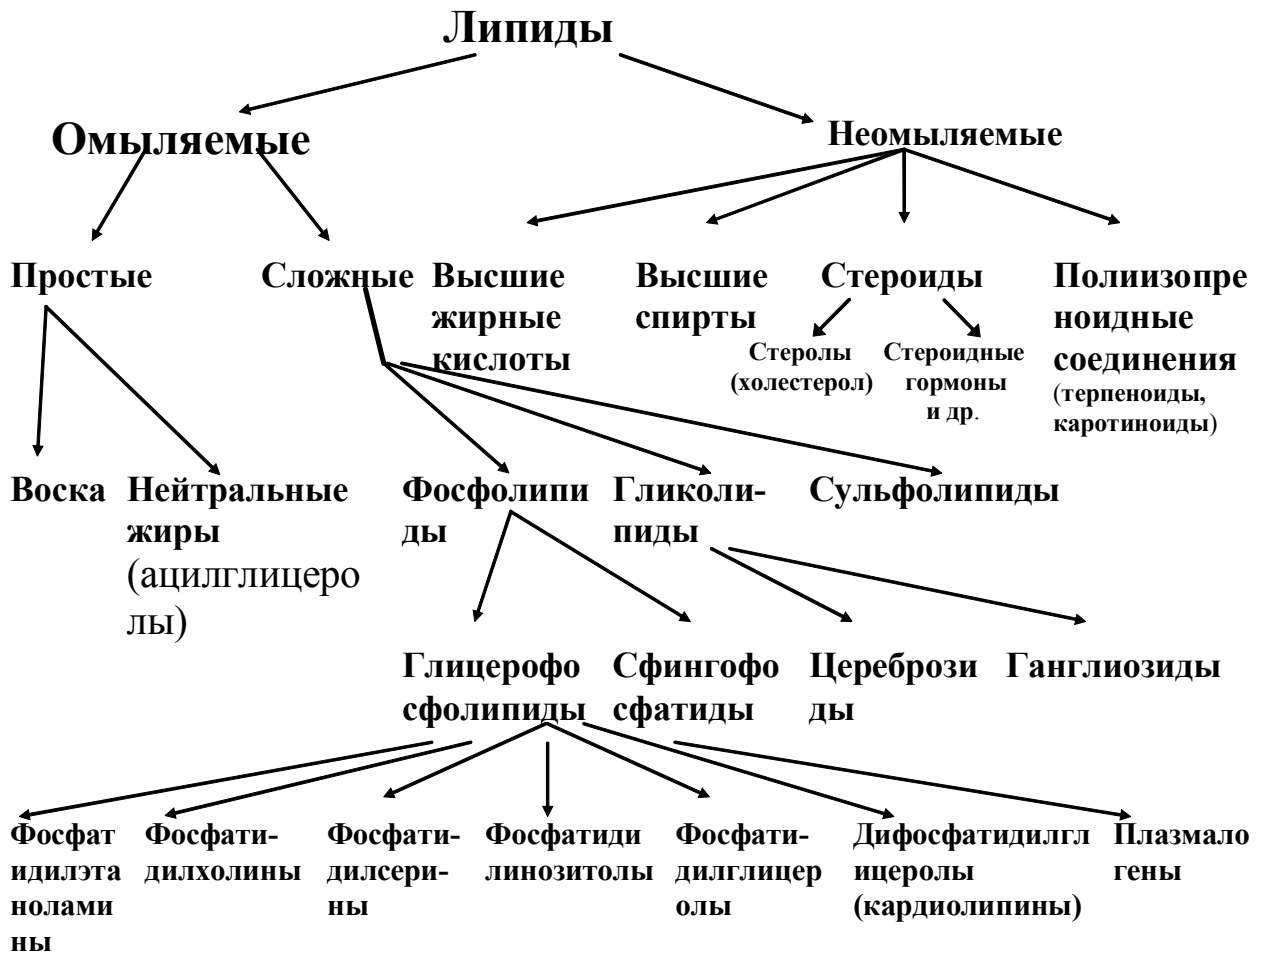 Липиды
Омыляемые
Неомыляемые
Простые
Сложные
Высшие
жирные
кислоты
Высшие
спирты
Стероиды
Стеролы
(холестерол)
Стероидные
гормоны
и др.
Полиизопре
ноидные
соединения
(терпеноиды,
каротиноиды)
Воска
Нейтральные
жиры
(ацилглицеро
лы)
Фосфолипи
ды
Гликоли-
пиды
Сульфолипиды
Глицерофо
сфолипиды
Сфингофо
сфатиды
Церебрози
ды
Ганглиозиды
Фосфат
идилэта
нолами
ны
Фосфати-
дилхолины
Фосфати-
дилсери-
ны
Фосфатиди
линозитолы
Фосфати-
дилглицер
олы
Дифосфатидилгл
ицеролы
(кардиолипины)
Плазмало
гены